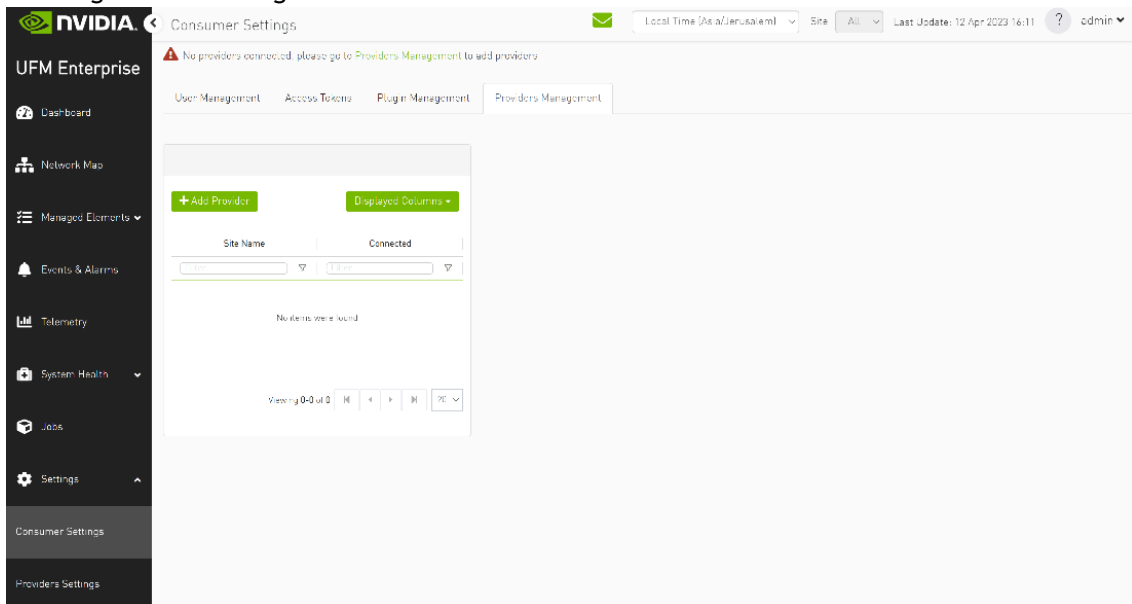 NVIDIA.
Consumer Settings
Local Time (Asia/Jerusalem)
Site
All
Last Update: 12 Apr 2023 16:11
?
admin
UFM Enterprise
No providers connected, please go to Providers Management to add providers
User Management
Access Tokens
Plugin Management
Providers Management
Dashboard
Network Map
Managed Elements
Events & Alarms
Telemetry
System Health
Jobs
Settings
Consumer Settings
Providers Settings
+ Add Provider
Displayed Columns
Site Name
Connected
Filter
Filter
No items were found
Viewing 0-0 of 0
20